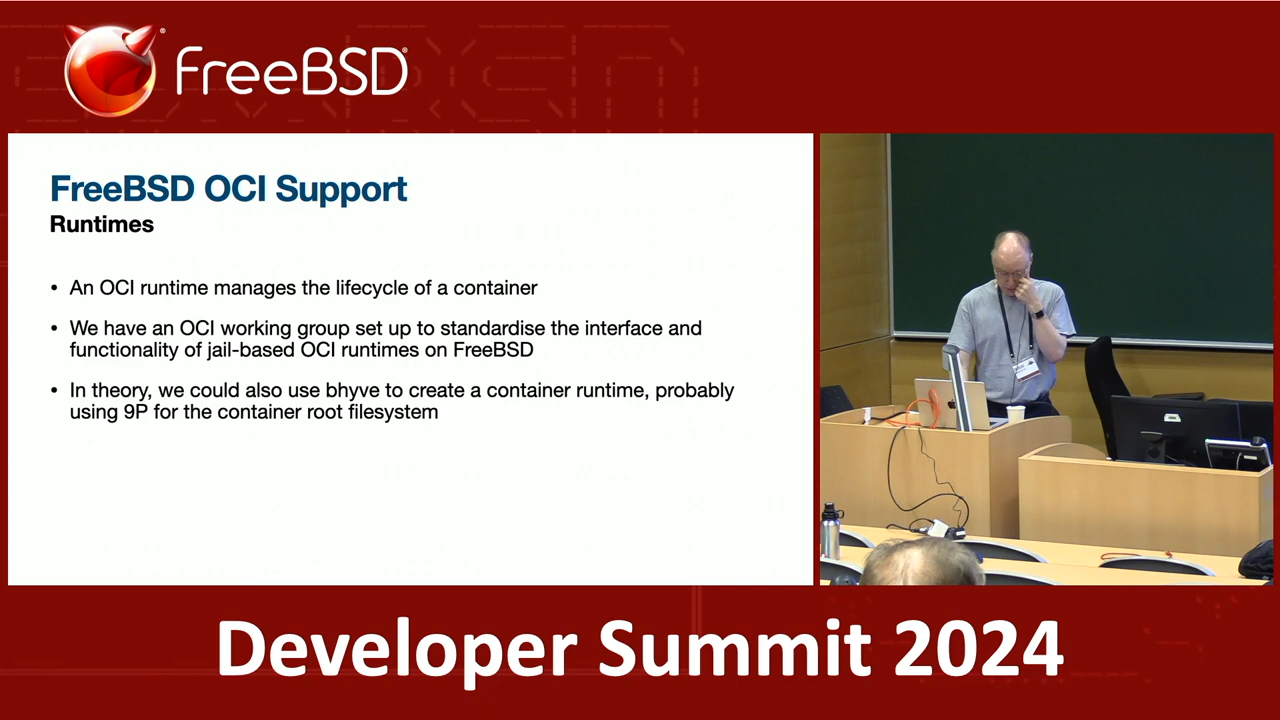 FreeBSD®
FreeBSD OCI Support
Runtimes
• An OCI runtime manages the lifecycle of a container
• We have an OCI working group set up to standardise the interface and
functionality of jail-based OCI runtimes on FreeBSD
• In theory, we could also use bhyve to create a container runtime, probably
using 9P for the container root filesystem
Developer Summit 2024